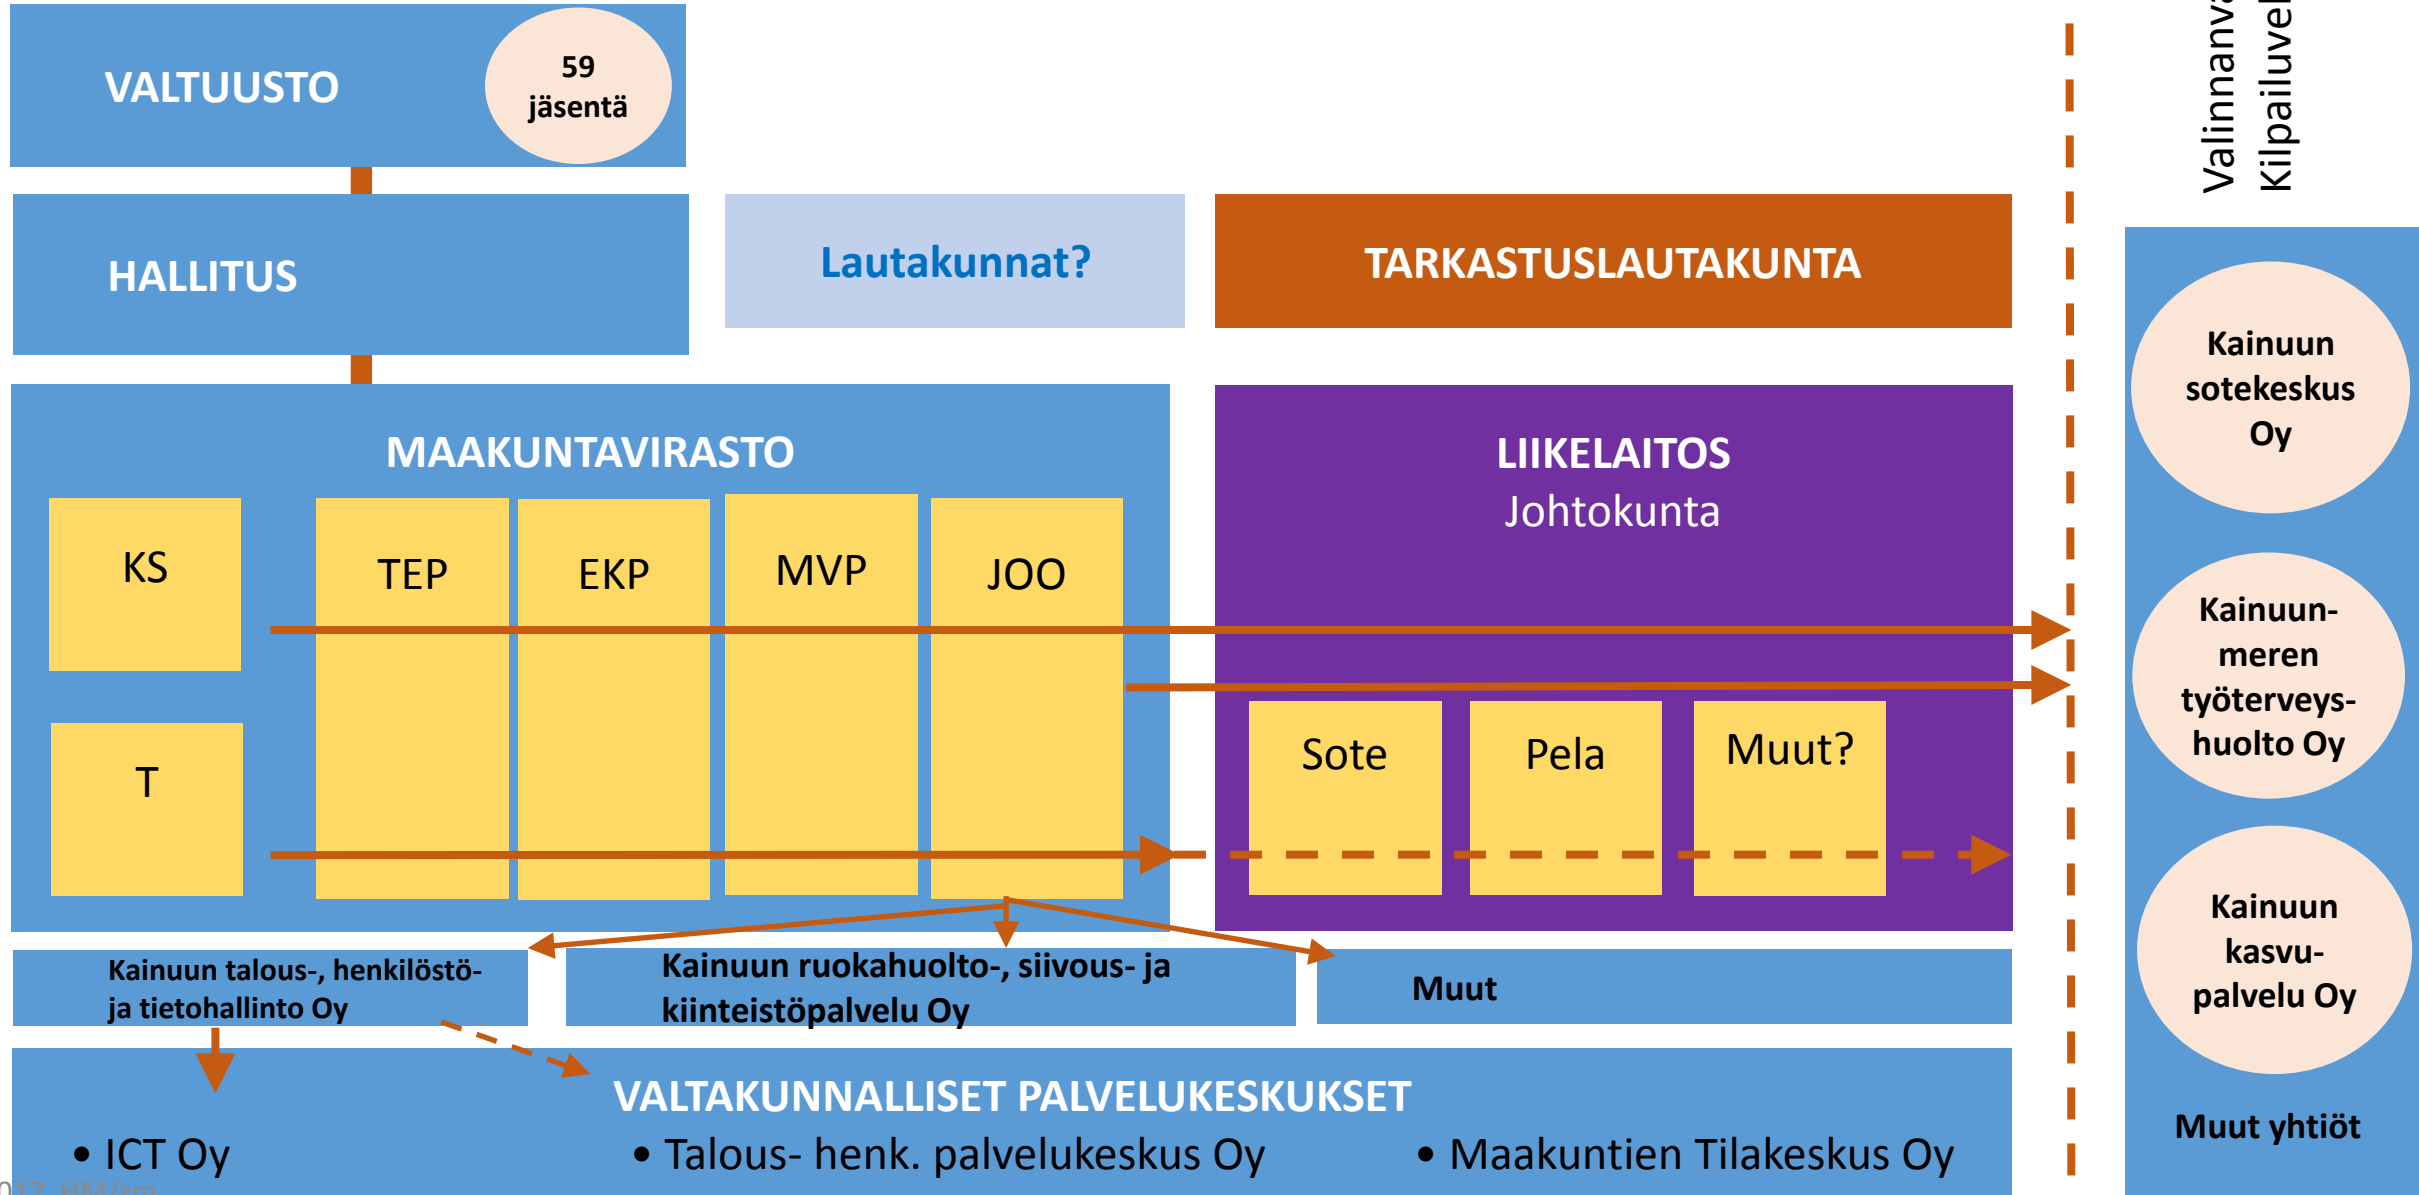 VALTUUSTO
59
jäsentä
HALLITUS
Lautakunnat?
TARKASTUSLAUTAKUNTA
MAAKUNTAVIRASTO
KS
TEP
EKP
MVP
JOO
T
LIIKELAITOS
Johtokunta
Sote
Pela
Muut?
Kainuun talous-, henkilöstö-
ja tietohallinto Oy
Kainuun ruokahuolto-, siivous- ja
kiinteistöpalvelu Oy
Muut
VALTAKUNNALLISET PALVELUKESKUKSET
• ICT Oy
• Talous- henk. palvelukeskus Oy
• Maakuntien Tilakeskus Oy
Kainuun
sotekeskus
Oy
Kainuun-
meren
työterveys-
huolto Oy
Kainuun
kasvu-
palvelu Oy
Muut yhtiöt